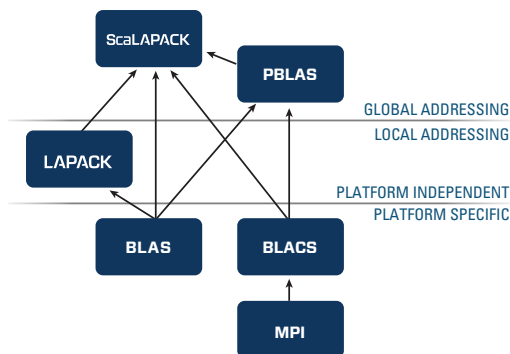 ScaLAPACK
PBLAS
GLOBAL ADDRESSING
LOCAL ADDRESSING
LAPACK
PLATFORM INDEPENDENT
PLATFORM SPECIFIC
BLAS
BLACS
MPI